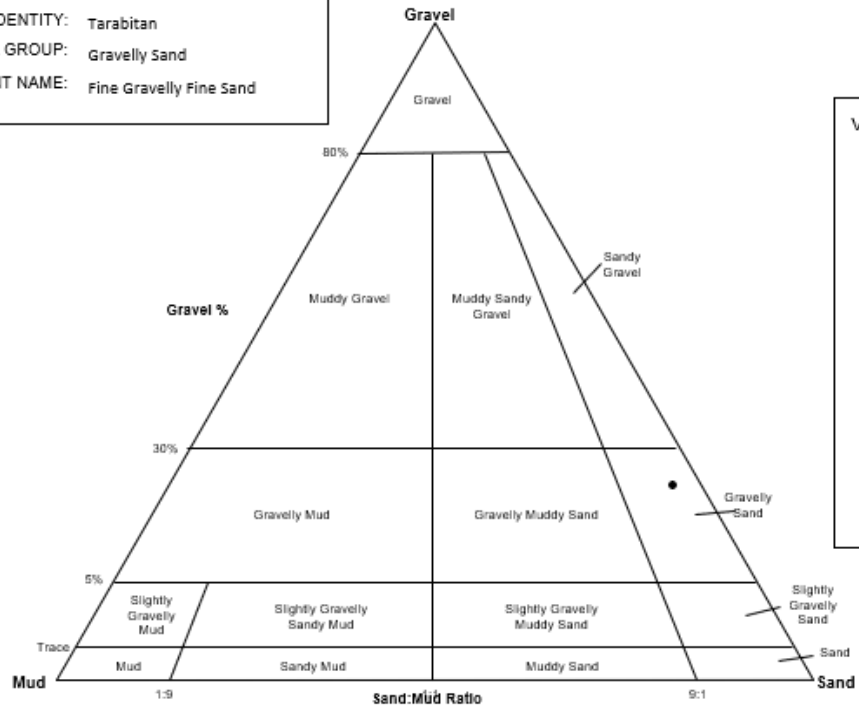 DENTITY: Tarabitan
GROUP: Gravelly Sand
T NAME: Fine Gravelly Fine Sand
Gravel
Gravel
80%
Sandy
Gravel
Muddy Gravel
Muddy Sandy
Gravel
Gravel %
30%
Gravelly
Sand
Gravelly Mud
Gravelly Muddy Sand
5%
Slightly
Gravelly
Mud
Slightly Gravelly
Sandy Mud
Slightly Gravelly
Muddy Sand
Slightly
Gravelly
Sand
Trace
Mud
Sandy Mud
Muddy Sand
Sand
Mud
Sand
1:9
9:1
Sand:Mud Ratio